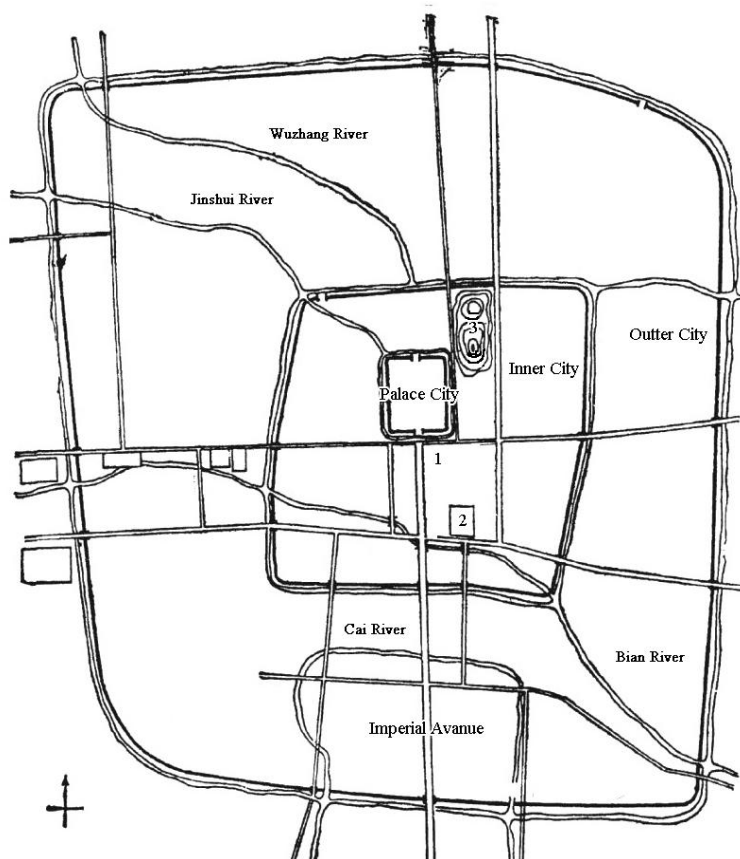 Wuzhang River
Jinshui River
3
Outter City
Inner City
Palace City
1
2
Cai River
Bian River
Imperial Avanue